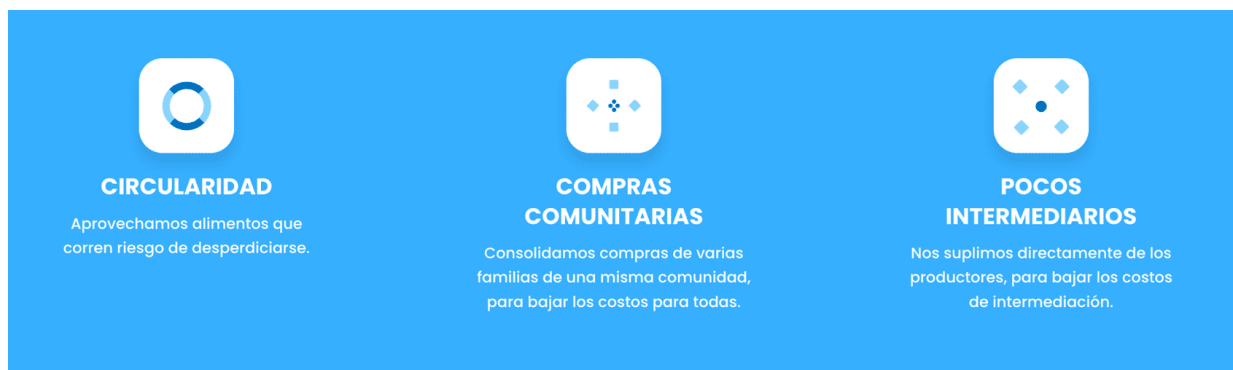 CIRCULARIDAD
Aprovechamos alimentos que
corren riesgo de desperdiciarse.
COMPRAS
COMUNITARIAS
Consolidamos compras de varias
familias de una misma comunidad,
para bajar los costos para todas.
POCOS
INTERMEDIARIOS
Nos suplimos directamente de los
productores, para bajar los costos
de intermediación.